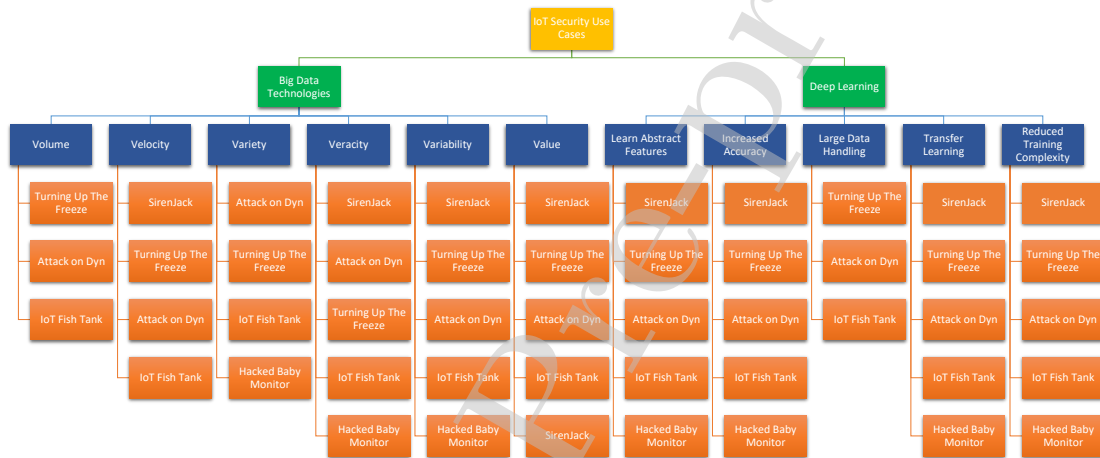 IoT Security Use
Cases
Big Data
Technologies
Deep Learning
Volume
Velocity
Variety
Veracity
Variability
Value
Learn Abstract
Features
Increased
Accuracy
Large Data
Handling
Transfer
Learning
Reduced
Training
Complexity
Turning Up The
Freeze
SirenJack
Attack on Dyn
SirenJack
SirenJack
SirenJack
SirenJack
SirenJack
Turning Up The
Freeze
SirenJack
SirenJack
Attack on Dyn
Turning Up The
Freeze
Turning Up The
Freeze
Attack on Dyn
Turning Up The
Freeze
Turning Up The
Freeze
Turning Up The
Freeze
Turning Up The
Freeze
Attack on Dyn
Turning Up The
Freeze
Turning Up The
Freeze
IoT Fish Tank
Attack on Dyn
IoT Fish Tank
Turning Up The
Freeze
Attack on Dyn
Attack on Dyn
Attack on Dyn
Attack on Dyn
IoT Fish Tank
Attack on Dyn
Attack on Dyn
IoT Fish Tank
Hacked Baby
Monitor
IoT Fish Tank
IoT Fish Tank
IoT Fish Tank
IoT Fish Tank
IoT Fish Tank
IoT Fish Tank
IoT Fish Tank
Hacked Baby
Monitor
Hacked Baby
Monitor
SirenJack
Hacked Baby
Monitor
Hacked Baby
Monitor
Hacked Baby
Monitor
Hacked Baby
Monitor
Pre-pr